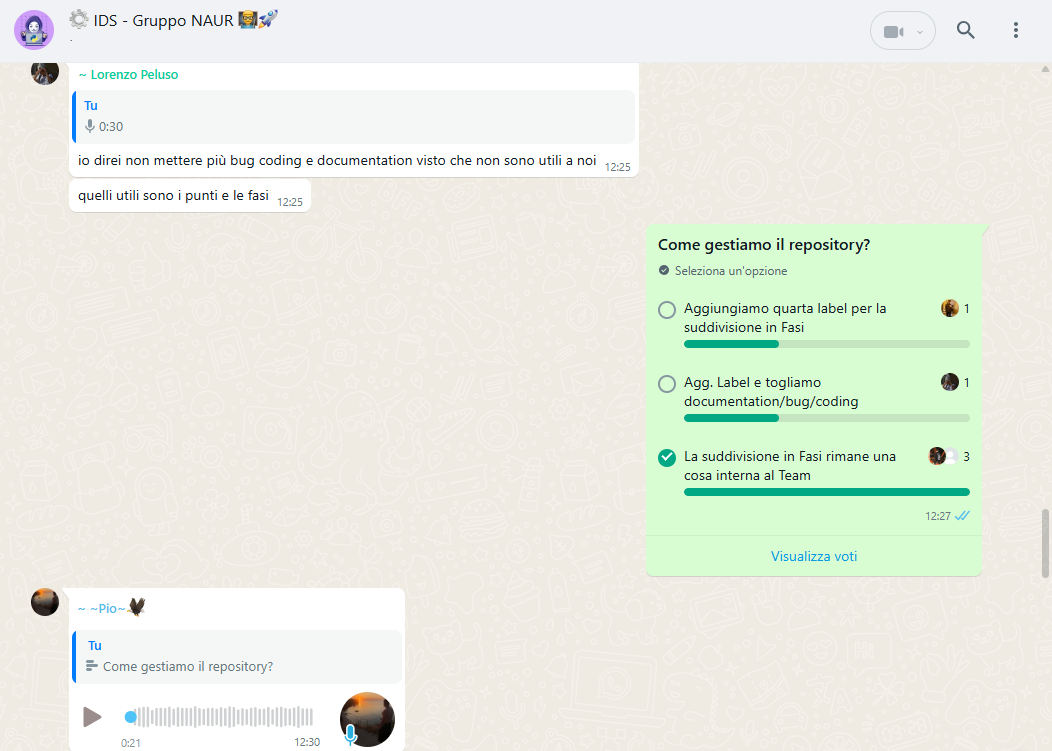 IDS - Gruppo NAUR
.
~ Lorenzo Peluso
Tu
0:30
io direi non mettere più bug coding e documentation visto che non sono utili a noi
12:25
quelli utili sono i punti e le fasi
12:25
Come gestiamo il repository?
Seleziona un'opzione
Aggiungiamo quarta label per la
1
suddivisione in Fasi
Agg. Label e togliamo
1
documentation/bug/coding
La suddivisione in Fasi rimane una
3
cosa interna al Team
12:27
Visualizza voti
~ ~Pio~
Tu
Come gestiamo il repository?
0:21
12:30